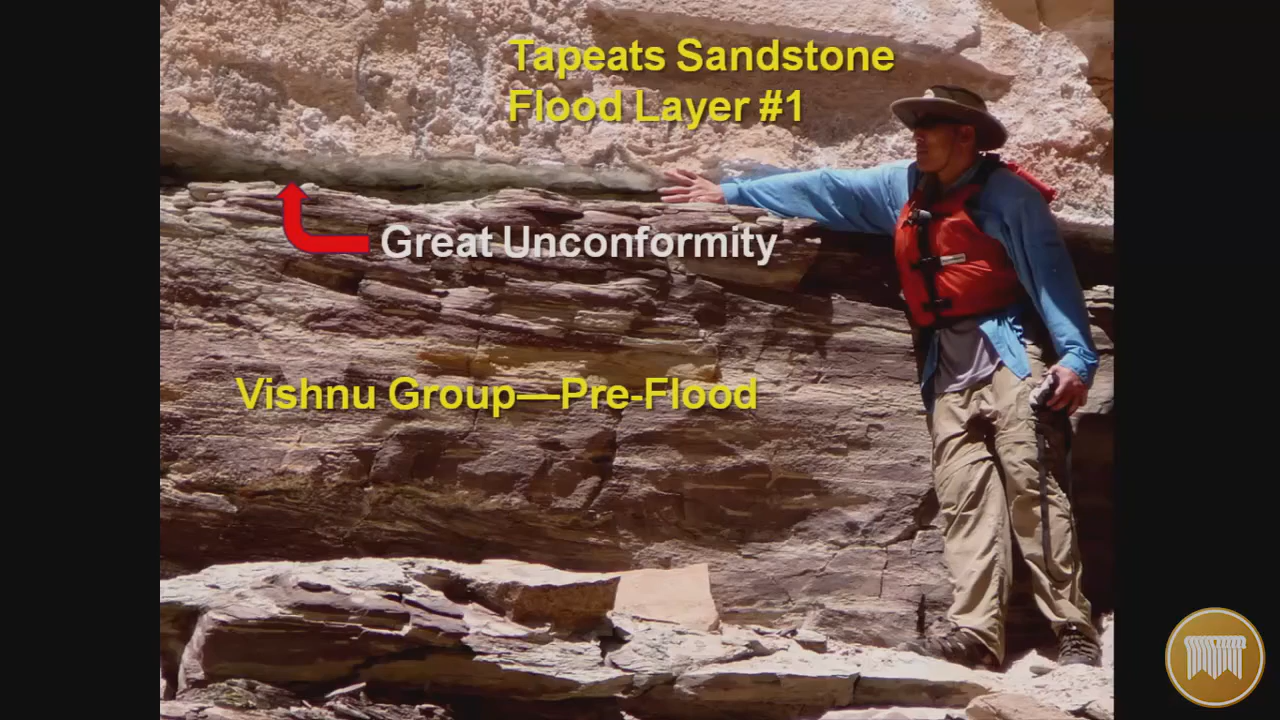 Tapeats Sandstone
Flood Layer #1
Great Unconformity
Vishnu Group—Pre-Flood